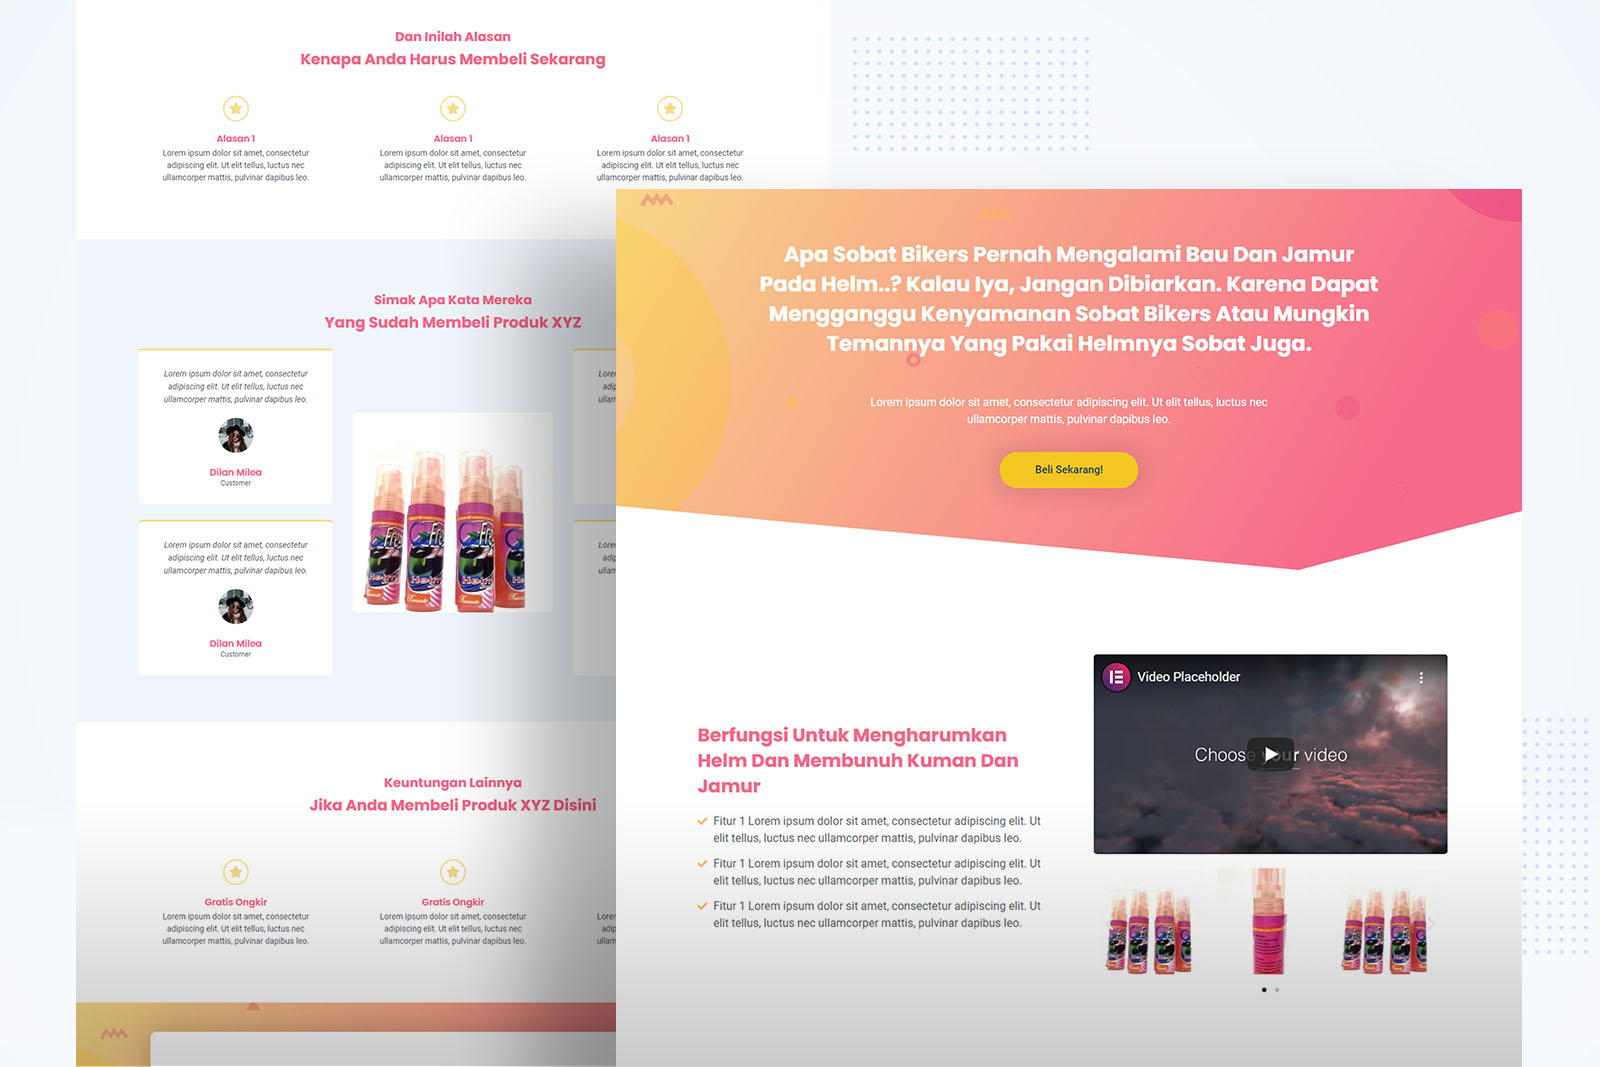 Dan Inilah Alasan
Kenapa Anda Harus Membeli Sekarang
Alasan 1
Lorem ipsum dolor sit amet, consectetur
adipiscing elit. Ut elit tellus, luctus nec
ullamcorper mattis, pulvinar dapibus leo.
Alasan 1
Lorem ipsum dolor sit amet, consectetur
adipiscing elit. Ut elit tellus, luctus nec
ullamcorper mattis, pulvinar dapibus leo.
Alasan 1
Lorem ipsum dolor sit amet, consectetur
adipiscing elit. Ut elit tellus, luctus nec
ullamcorper mattis, pulvinar dapibus leo.
Simak Apa Kata Mereka
Yang Sudah Membeli Produk XYZ
Lorem ipsum dolor sit amet, consectetur
adipiscing elit. Ut elit tellus, luctus nec
ullamcorper mattis, pulvinar dapibus leo.
Dilan Milea
Customer
Lorem ipsum dolor sit amet, consectetur
adipiscing elit. Ut elit tellus, luctus nec
ullamcorper mattis, pulvinar dapibus leo.
Dilan Milea
Customer
Helm
Helm
Keuntungan Lainnya
Jika Anda Membeli Produk XYZ Disini
Gratis Ongkir
Lorem ipsum dolor sit amet, consectetur
adipiscing elit. Ut elit tellus, luctus nec
ullamcorper mattis, pulvinar dapibus leo.
Gratis Ongkir
Lorem ipsum dolor sit amet, consectetur
adipiscing elit. Ut elit tellus, luctus nec
ullamcorper mattis, pulvinar dapibus leo.
Apa Sobat Bikers Pernah Mengalami Bau Dan Jamur
Pada Helm..? Kalau Iya, Jangan Dibiarkan. Karena Dapat
Mengganggu Kenyamanan Sobat Bikers Atau Mungkin
Temannya Yang Pakai Helmnya Sobat Juga.
Lorem ipsum dolor sit amet, consectetur adipiscing elit. Ut elit tellus, luctus nec
ullamcorper mattis, pulvinar dapibus leo.
Beli Sekarang!
Berfungsi Untuk Mengharumkan
Helm Dan Membunuh Kuman Dan
Jamur
Fitur 1 Lorem ipsum dolor sit amet, consectetur adipiscing elit. Ut
elit tellus, luctus nec ullamcorper mattis, pulvinar dapibus leo.
Fitur 1 Lorem ipsum dolor sit amet, consectetur adipiscing elit. Ut
elit tellus, luctus nec ullamcorper mattis, pulvinar dapibus leo.
Fitur 1 Lorem ipsum dolor sit amet, consectetur adipiscing elit. Ut
elit tellus, luctus nec ullamcorper mattis, pulvinar dapibus leo.
Video Placeholder
Choose your video